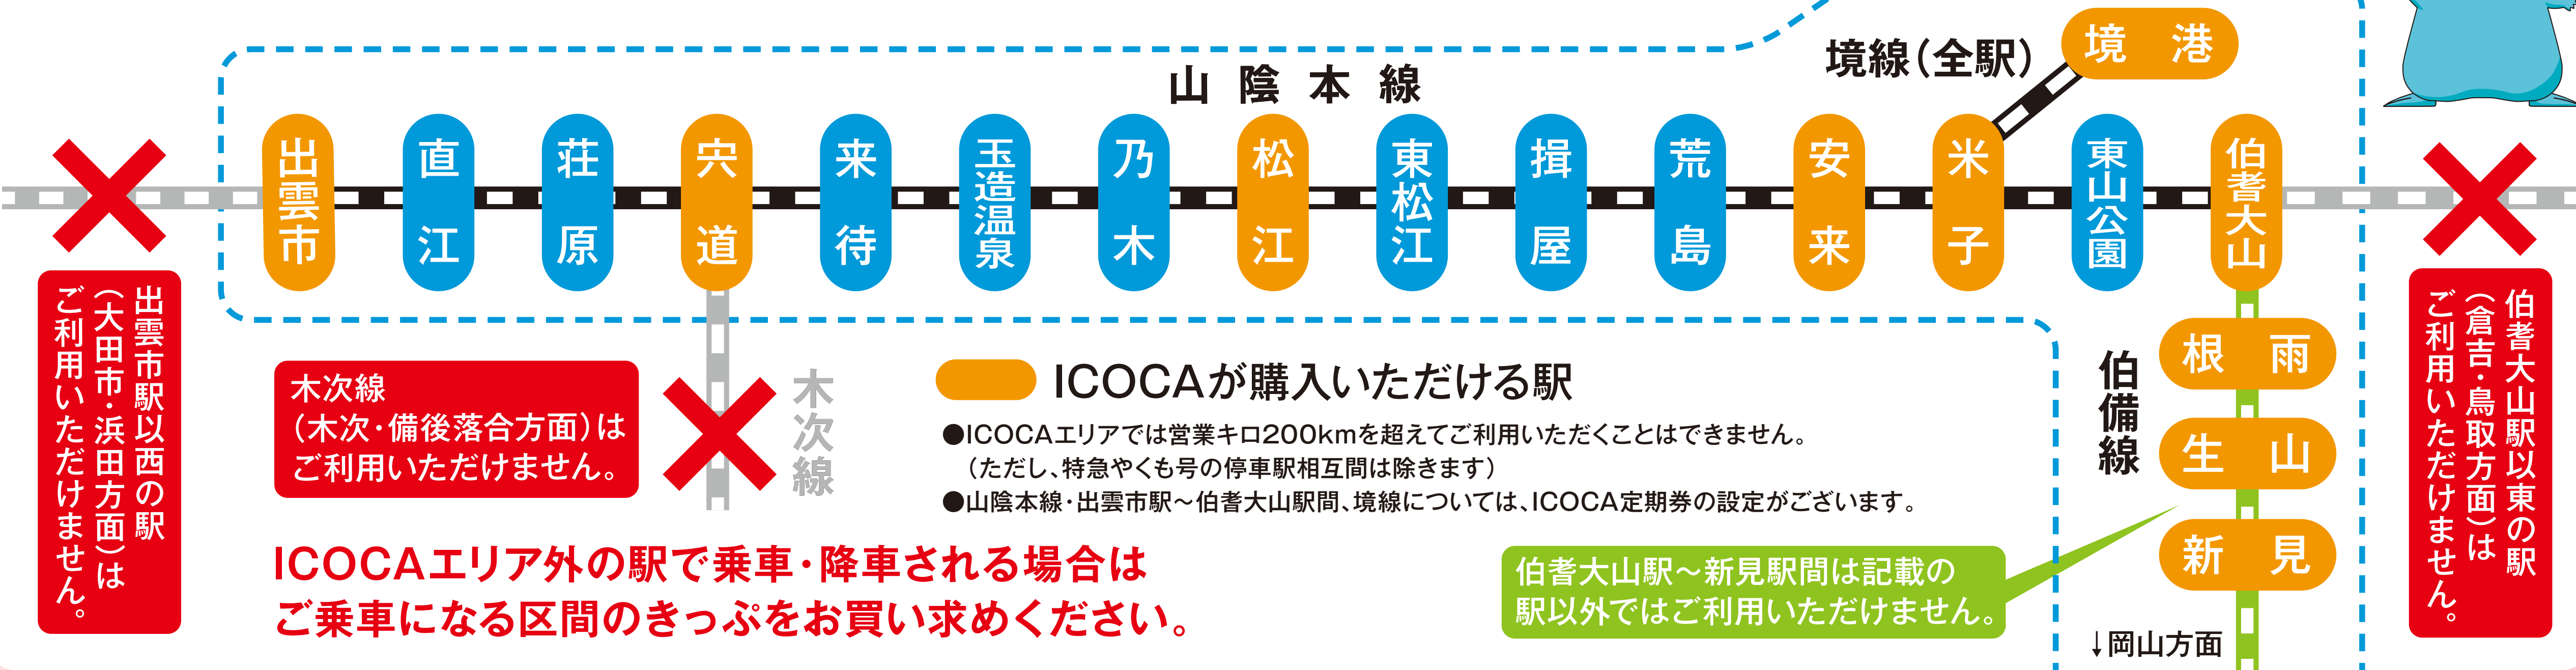 山陰本線
境線(全駅)
境港
出雲市
直江
荘原
宍道
来待
玉造温泉
乃木
松江
東松江
揖屋
荒島
安来
米子
東山公園
伯耆大山
出雲市駅以西の駅
(大田市・浜田方面)は
ご利用いただけません。
木次線
(木次・備後落合方面)は
ご利用いただけません。
木次線
ICOCAが購入いただける駅
●ICOCAエリアでは営業キロ200kmを超えてご利用いただくことはできません。
(ただし、特急やくも号の停車駅相互間は除きます)
●山陰本線・出雲市駅～伯耆大山駅間、境線については、ICOCA定期券の設定がございます。
ICOCAエリア外の駅で乗車・降車される場合は
ご乗車になる区間のきっぷをお買い求めください。
伯備線
根雨
生山
新見
伯耆大山駅～新見駅間は記載の
駅以外ではご利用いただけません。
↓岡山方面
伯耆大山駅以東の駅
(倉吉・鳥取方面)は
ご利用いただけません。